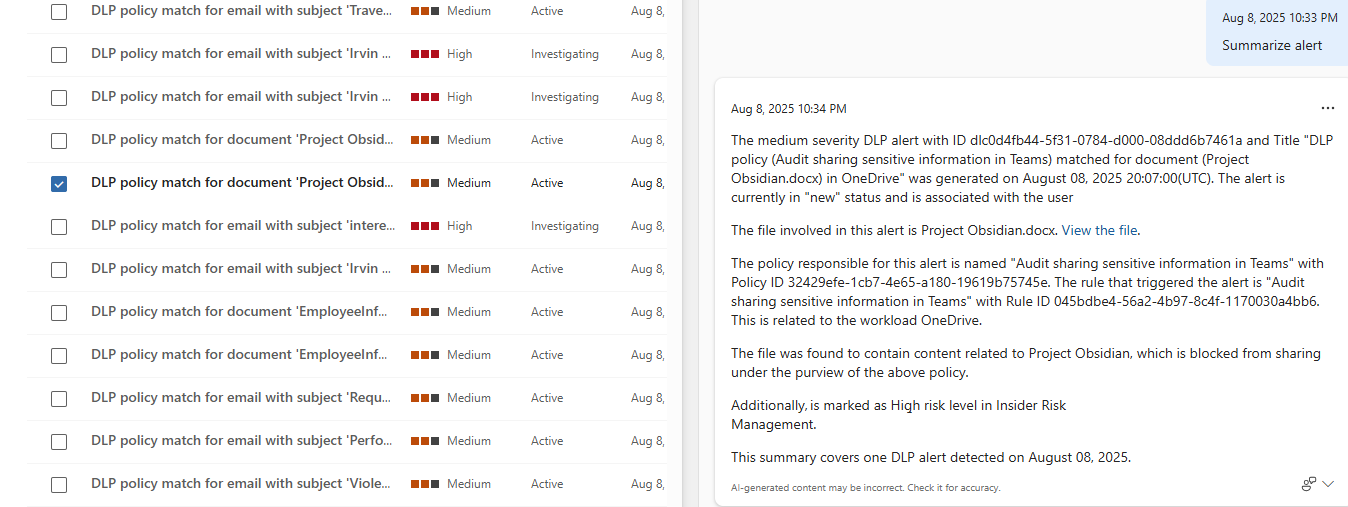 DLP policy match for email with subject 'Trave... Medium Active Aug 8,
DLP policy match for email with subject 'Irvin ... High Investigating Aug 8,
DLP policy match for email with subject 'Irvin ... High Investigating Aug 8,
DLP policy match for document 'Project Obsid... Medium Active Aug 8,
DLP policy match for document 'Project Obsid... Medium Active Aug 8,
DLP policy match for email with subject 'intere... High Investigating Aug 8,
DLP policy match for email with subject 'Irvin ... Medium Active Aug 8,
DLP policy match for document 'EmployeeInf... Medium Active Aug 8,
DLP policy match for document 'EmployeeInf... Medium Active Aug 8,
DLP policy match for email with subject 'Requ... Medium Active Aug 8,
DLP policy match for email with subject 'Perfo... Medium Active Aug 8,
DLP policy match for email with subject 'Viole... Medium Active Aug 8,
Aug 8, 2025 10:33 PM
Summarize alert
Aug 8, 2025 10:34 PM
The medium severity DLP alert with ID dlc0d4fb44-5f31-0784-d000-08ddd6b7461a and Title "DLP
policy (Audit sharing sensitive information in Teams) matched for document (Project
Obsidian.docx) in OneDrive" was generated on August 08, 2025 20:07:00(UTC). The alert is
currently in "new" status and is associated with the user
The file involved in this alert is Project Obsidian.docx. View the file.
The policy responsible for this alert is named "Audit sharing sensitive information in Teams" with
Policy ID 32429efe-1cb7-4e65-a180-19619b75745e. The rule that triggered the alert is "Audit
sharing sensitive information in Teams" with Rule ID 045bdbe4-56a2-4b97-8c4f-1170030a4bb6.
This is related to the workload OneDrive.
The file was found to contain content related to Project Obsidian, which is blocked from sharing
under the purview of the above policy.
Additionally, is marked as High risk level in Insider Risk
Management.
This summary covers one DLP alert detected on August 08, 2025.
AI-generated content may be incorrect. Check it for accuracy.